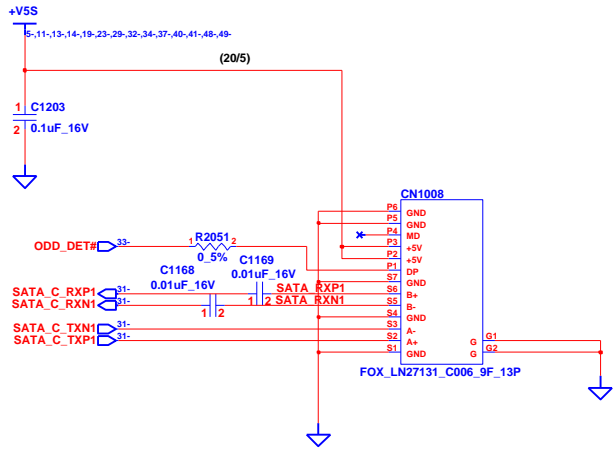 +V5S
5-,11-,13-,14-,19-,23-,29-,32-,34-,37-,40-,41-,48-,49-
(20/5)
1 C1203
2 0.1uF_16V
CN1008
P6 GND
P5 GND
P4 MD
P3 +5V
P2 +5V
P1 DP
S7 GND
S6 B+
S5 B-
S4 GND
S3 A-
S2 A+
S1 GND
G G1
G G2
FOX_LN27131_C006_9F_13P
ODD_DET# 33-
1 R2051 2
0_5%
C1169
0.01uF_16V
C1168
0.01uF_16V
1 2
1 2
SATA_C_RXP1 31-
SATA_RXP1
SATA_C_RXN1 31-
SATA_RXN1
SATA_C_TXN1 31-
SATA_C_TXP1 31-